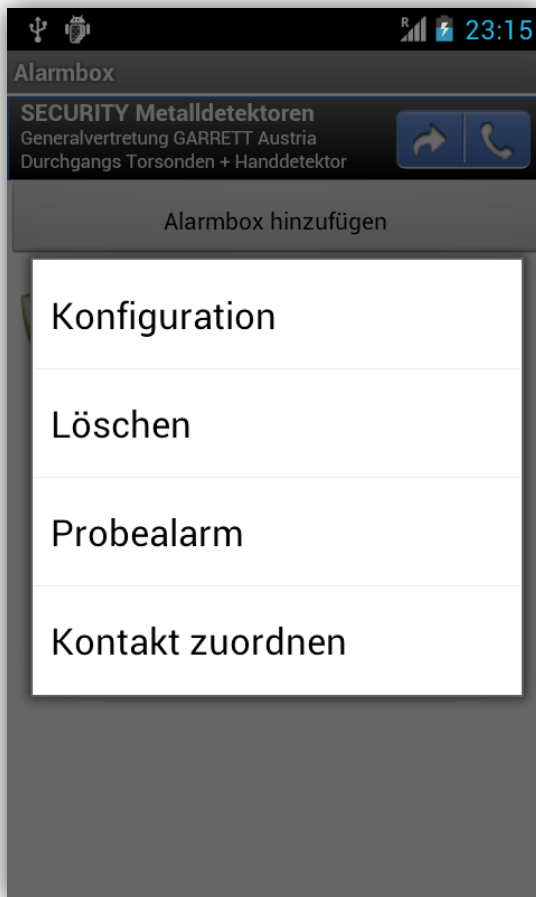 R 23:15
Alarmbox
SECURITY Metalldetektoren
Generalvertretung GARRETT Austria
Durchgangs Torsonden + Handdetektor
Alarmbox hinzufügen
Konfiguration
Löschen
Probealarm
Kontakt zuordnen